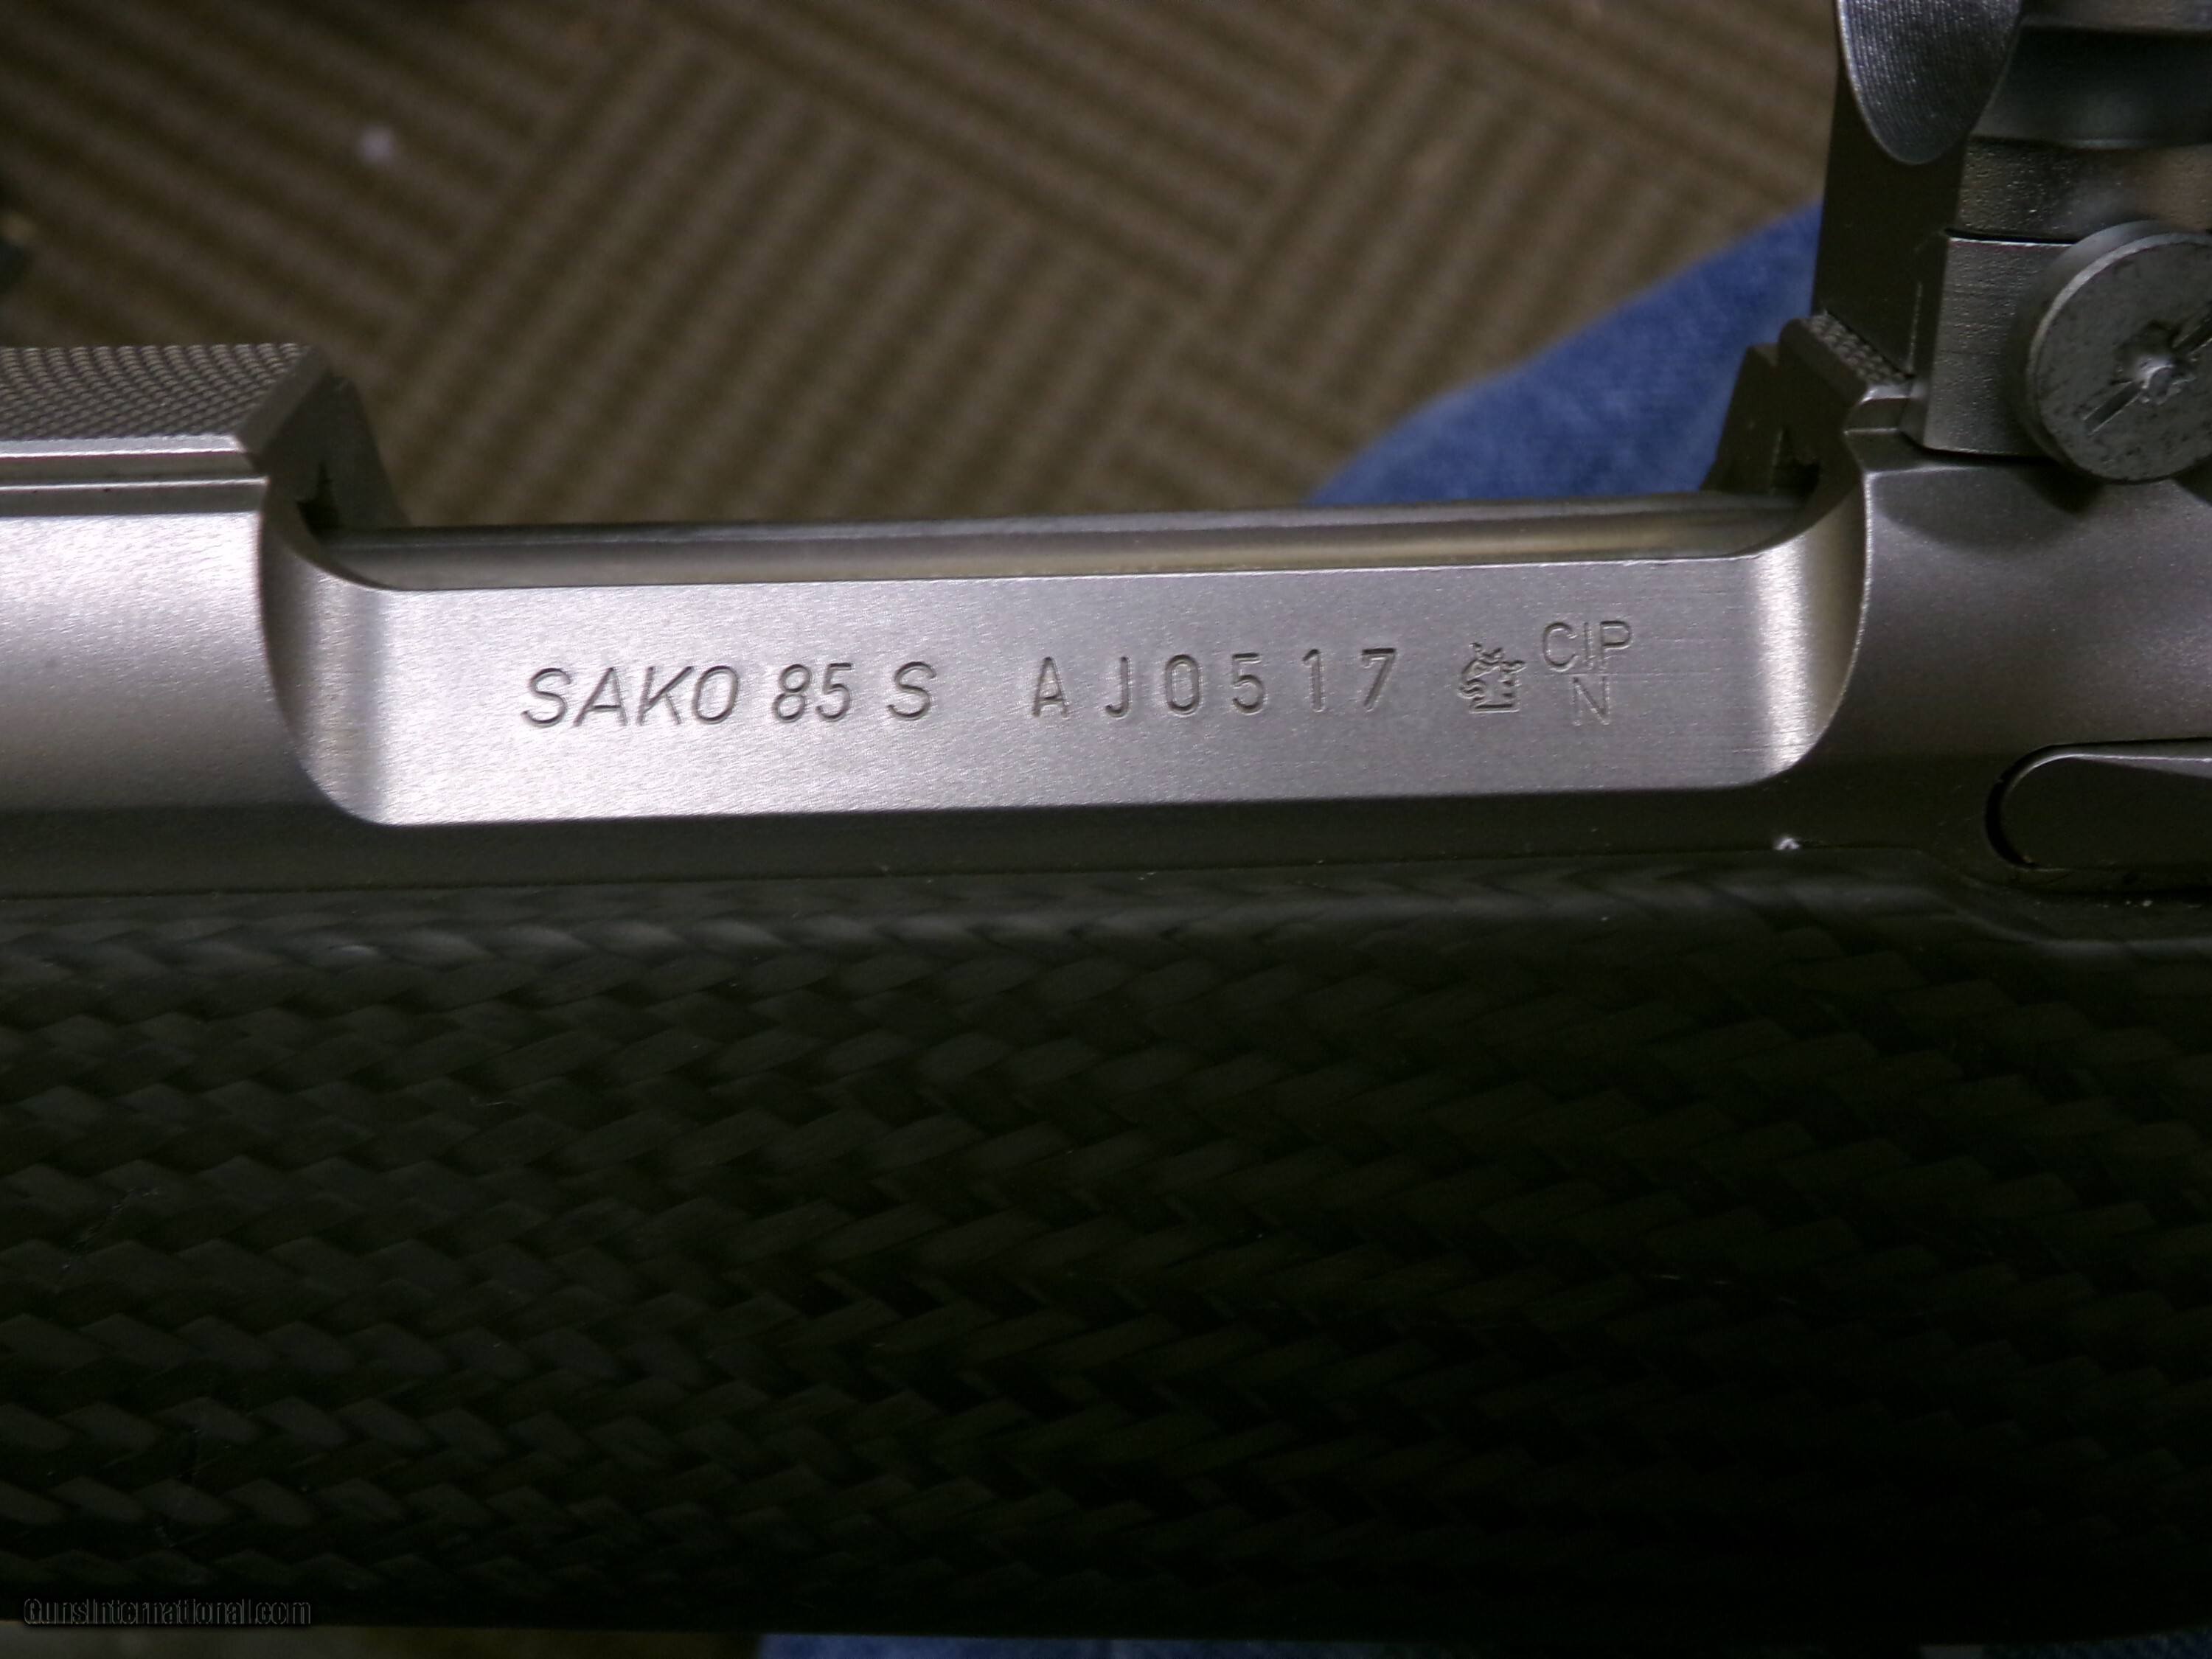 SAKO 85 S AJ0517 CIP
N
GunsInternational.com